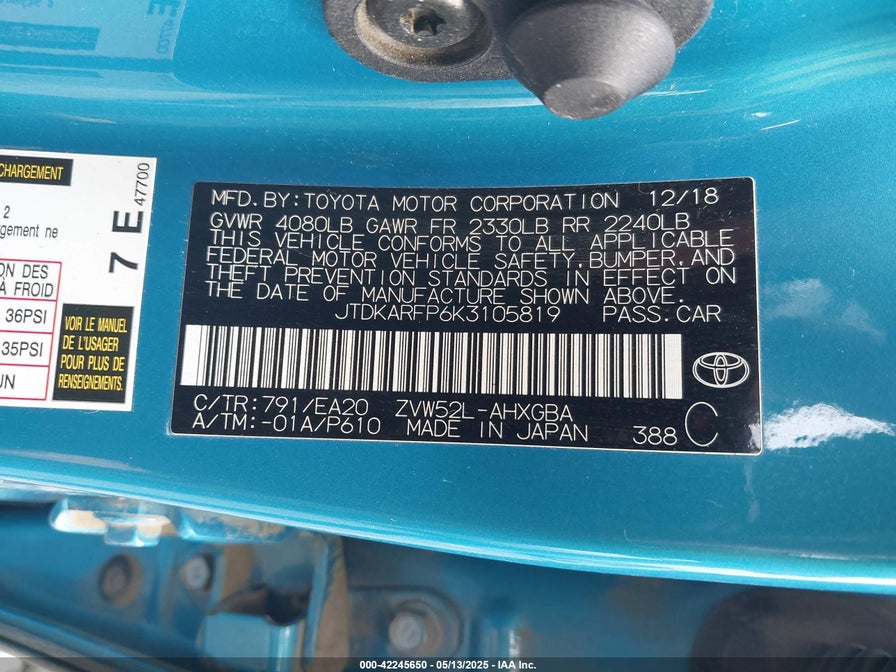 MFD.BY:TOYOTA MOTOR CORPORATION 12/18
GVWR 4080LB GAWR FR 2330LB RR 2240LB
THIS VEHICLE CONFORMS TO ALL APPLICABLE
FEDERAL MOTOR VEHICLE SAFETY,BUMPER,AND
THEFT PREVENTION STANDARDS IN EFFECT ON
THE DATE OF MANUFACTURE SHOWN ABOVE.
JTDKARFP6K3105819 PASS.CAR
C/TR:791/EA20 ZVW52L-AHXGBA
A/TM:-01A/P610 MADE IN JAPAN 388 C
CHARGEMENT
2
gement ne
7 E 47700
ON DES
À FROID
36PSI
35PSI
UN
VOIR LE MANUEL
DE L'USAGER
POUR PLUS DE
RENSEIGNEMENTS.
000-42245650 - 05/13/2025 - IAA Inc.